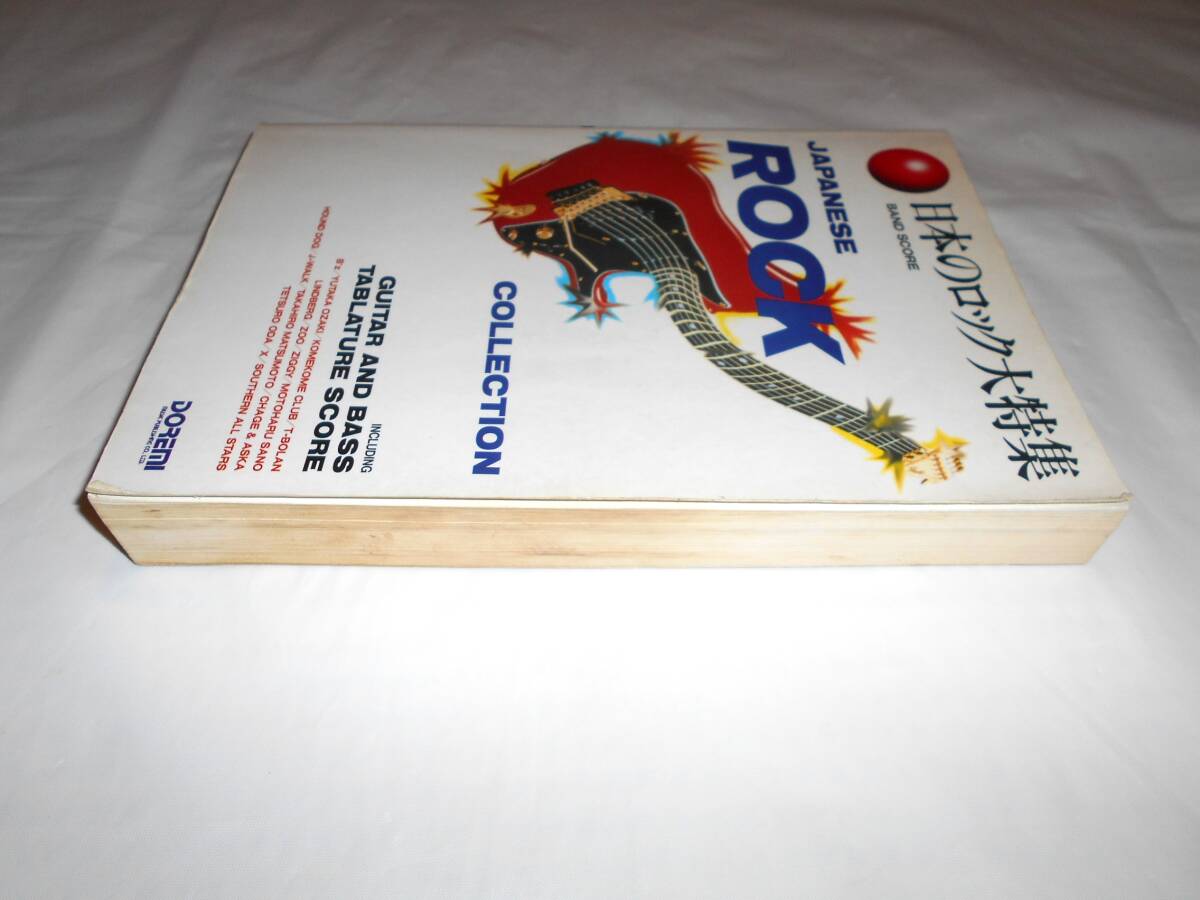 日本のロック大特集
BAND SCORE
JAPANESE
ROCK
COLLECTION
INCLUDING
GUITAR AND BASS
TABLATURE SCORE
B'z/YUTAKA OZAKI/KOMEKOME CLUB/T-BOLAN
LINDBERG/ZOO/ZIGGY/MOTOHARU SANO
HOUND DOG/J-WALK/TAKAHIRO MATSUMOTO/CHAGE & ASKA
TETSURO ODA/X/SOUTHERN ALL STARS
DOREMI